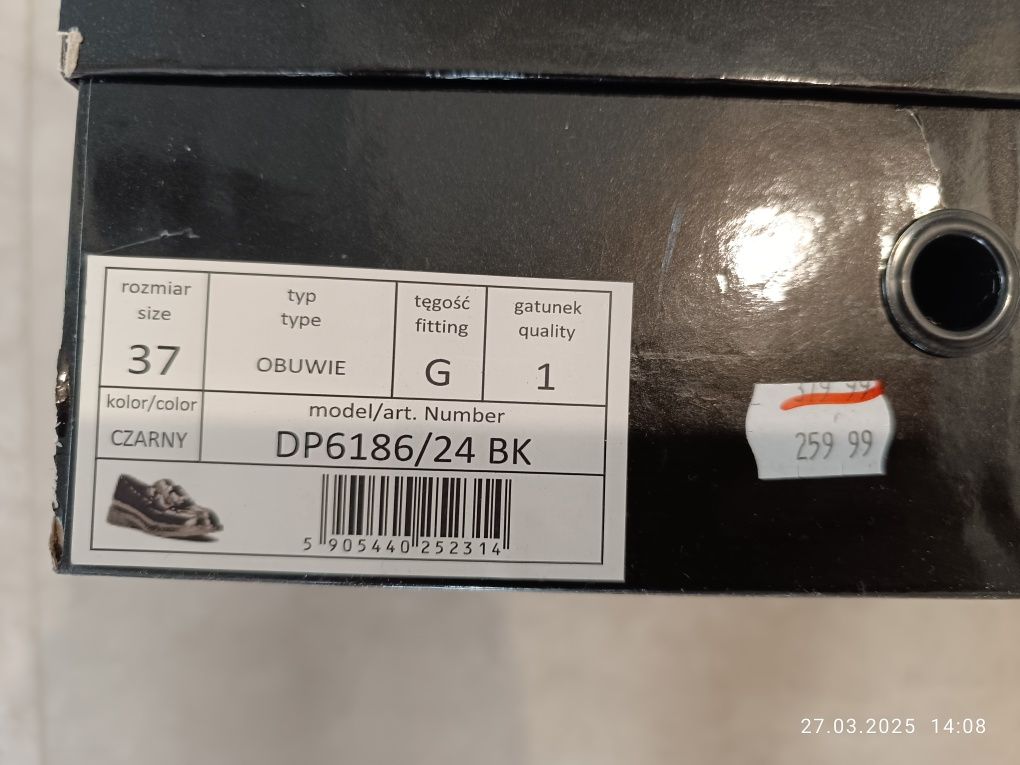 rozmiar
size
37
typ
type
OBUWIE
tęgość
fitting
G
gatunek
quality
1
kolor/color
CZARNY
model/art. Number
DP6186/24 BK
5 905440 252314
259 99
27.03.2025 14:08